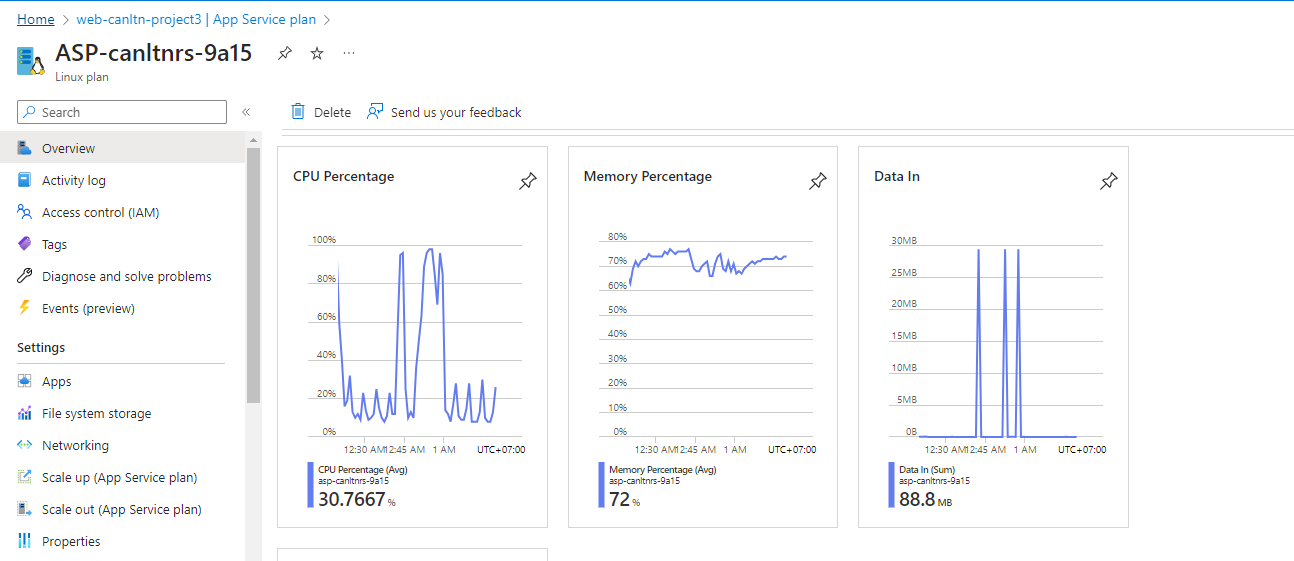 Home > web-canltn-project3 | App Service plan >
ASP-canltnrs-9a15 ...
Linux plan
Search «
Delete Send us your feedback
Overview
Activity log
Access control (IAM)
Tags
Diagnose and solve problems
Events (preview)
Settings
Apps
File system storage
Networking
Scale up (App Service plan)
Scale out (App Service plan)
Properties
CPU Percentage
100%
80%
60%
40%
20%
0%
12:30 AM 12:45 AM 1 AM UTC+07:00
CPU Percentage (Avg)
asp-canltnrs-9a15
30.7667 %
Memory Percentage
80%
70%
60%
50%
40%
30%
20%
10%
0%
12:30 AM 12:45 AM 1 AM UTC+07:00
Memory Percentage (Avg)
asp-canltnrs-9a15
72 %
Data In
30MB
25MB
20MB
15MB
10MB
5MB
0B
12:30 AM 12:45 AM 1 AM UTC+07:00
Data In (Sum)
asp-canltnrs-9a15
88.8 MB